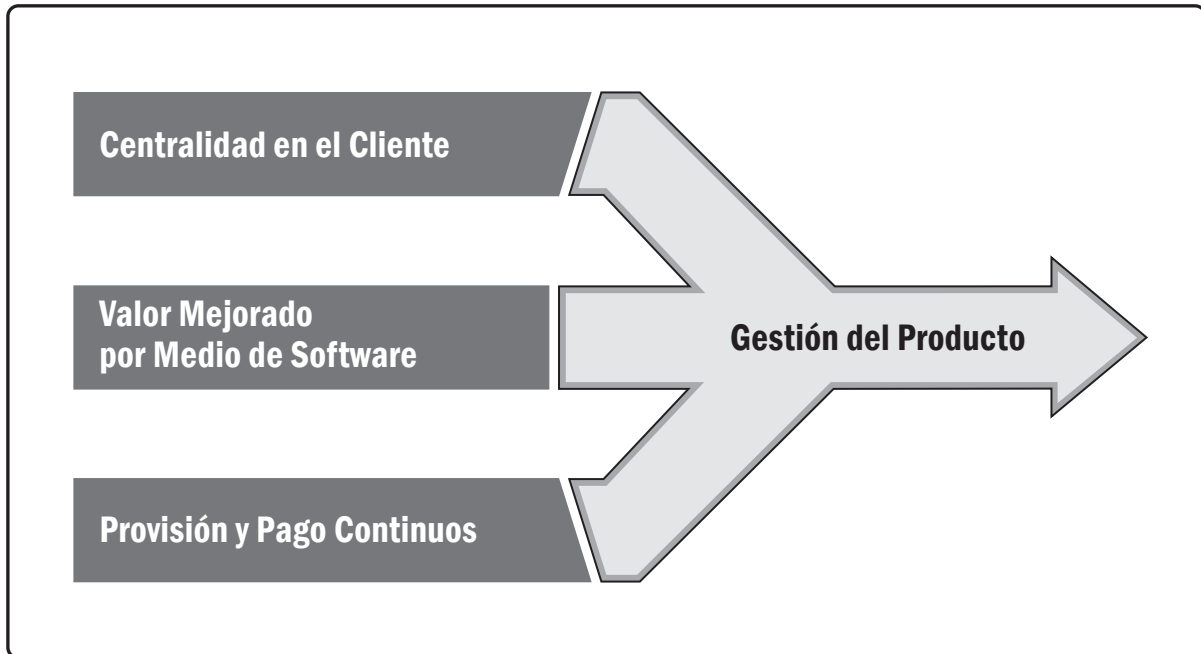 Centralidad en el Cliente
Valor Mejorado
por Medio de Software
Gestión del Producto
Provisión y Pago Continuos